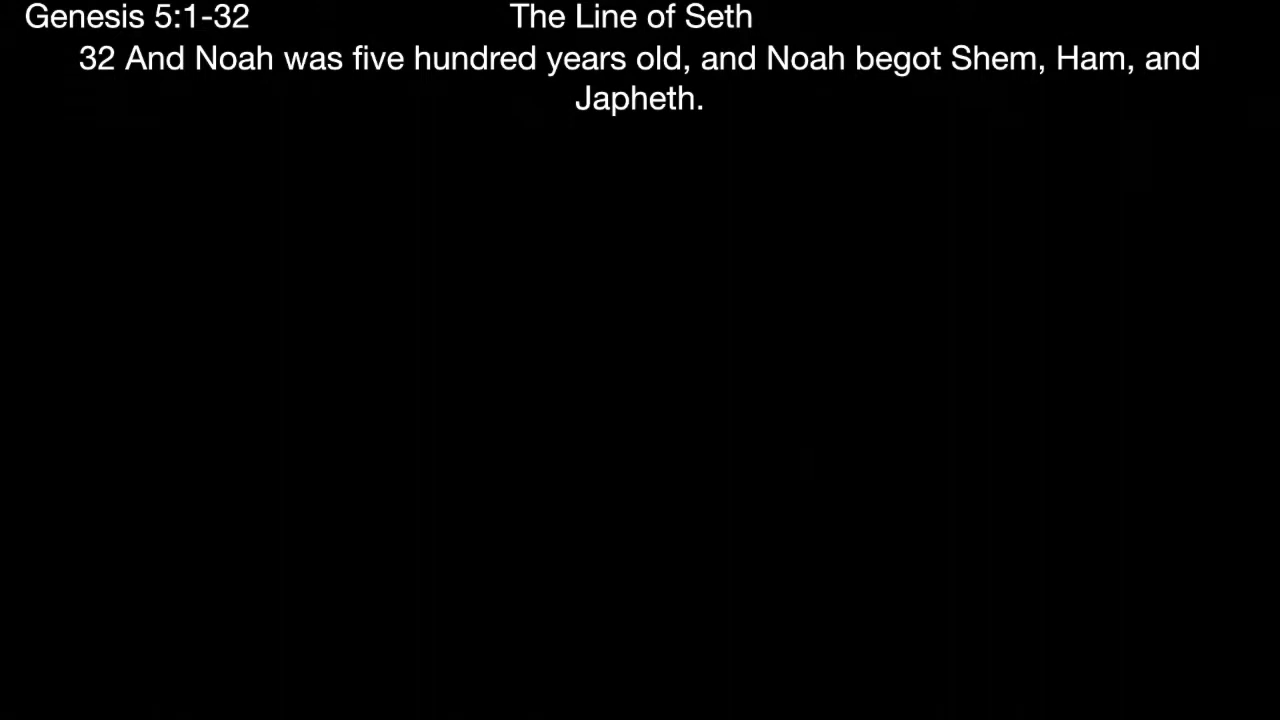 Genesis 5:1-32 The Line of Seth
32 And Noah was five hundred years old, and Noah begot Shem, Ham, and
Japheth.